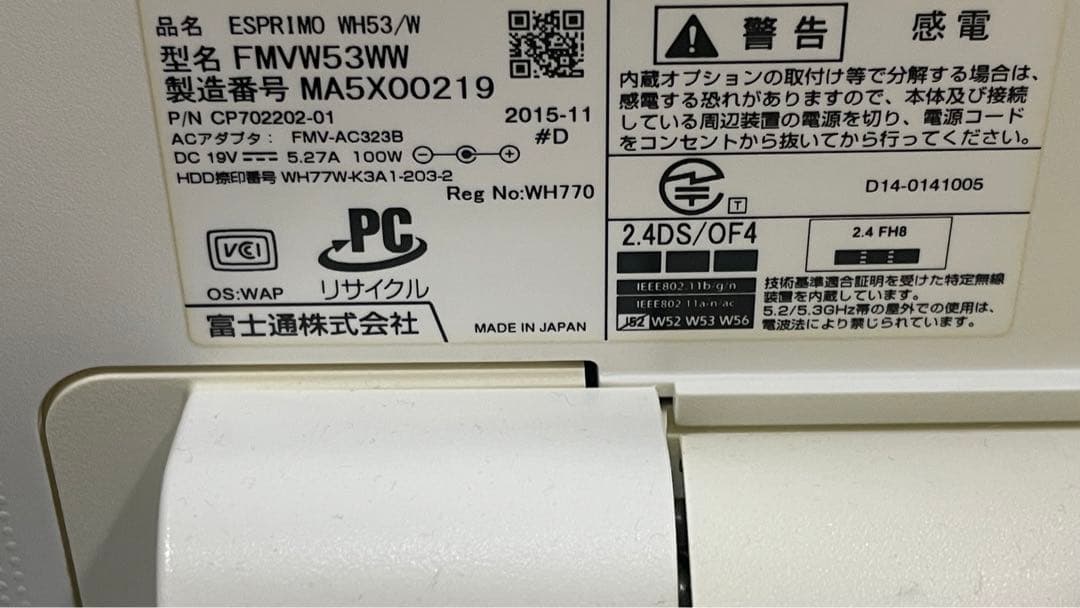 品名 ESPRIMO WH53/W
型名 FMVW53WW
製造番号 MA5X00219
P/N CP702202-01
2015-11
ACアダプタ： FMV-AC323B
#D
DC 19V 5.27A 100W
HDD捺印番号 WH77W-K3A1-203-2
Reg No:WH770
VCI
PC
リサイクル
OS:WAP
富士通株式会社
MADE IN JAPAN
警告
感電
内蔵オプションの取付け等で分解する場合は、
感電する恐れがありますので、本体及び接続
している周辺装置の電源を切り、電源コード
をコンセントから抜いてから行ってください。
T
D14-0141005
2.4DS/OF4
2.4 FH8
IEEE802.11b/g/n
IEEE802.11a/n/ac
J52 W52 W53 W56
技術基準適合証明を受けた特定無線
装置を内蔵しています。
5.2/5.3GHz帯の屋外での使用は、
電波法により禁じられています。